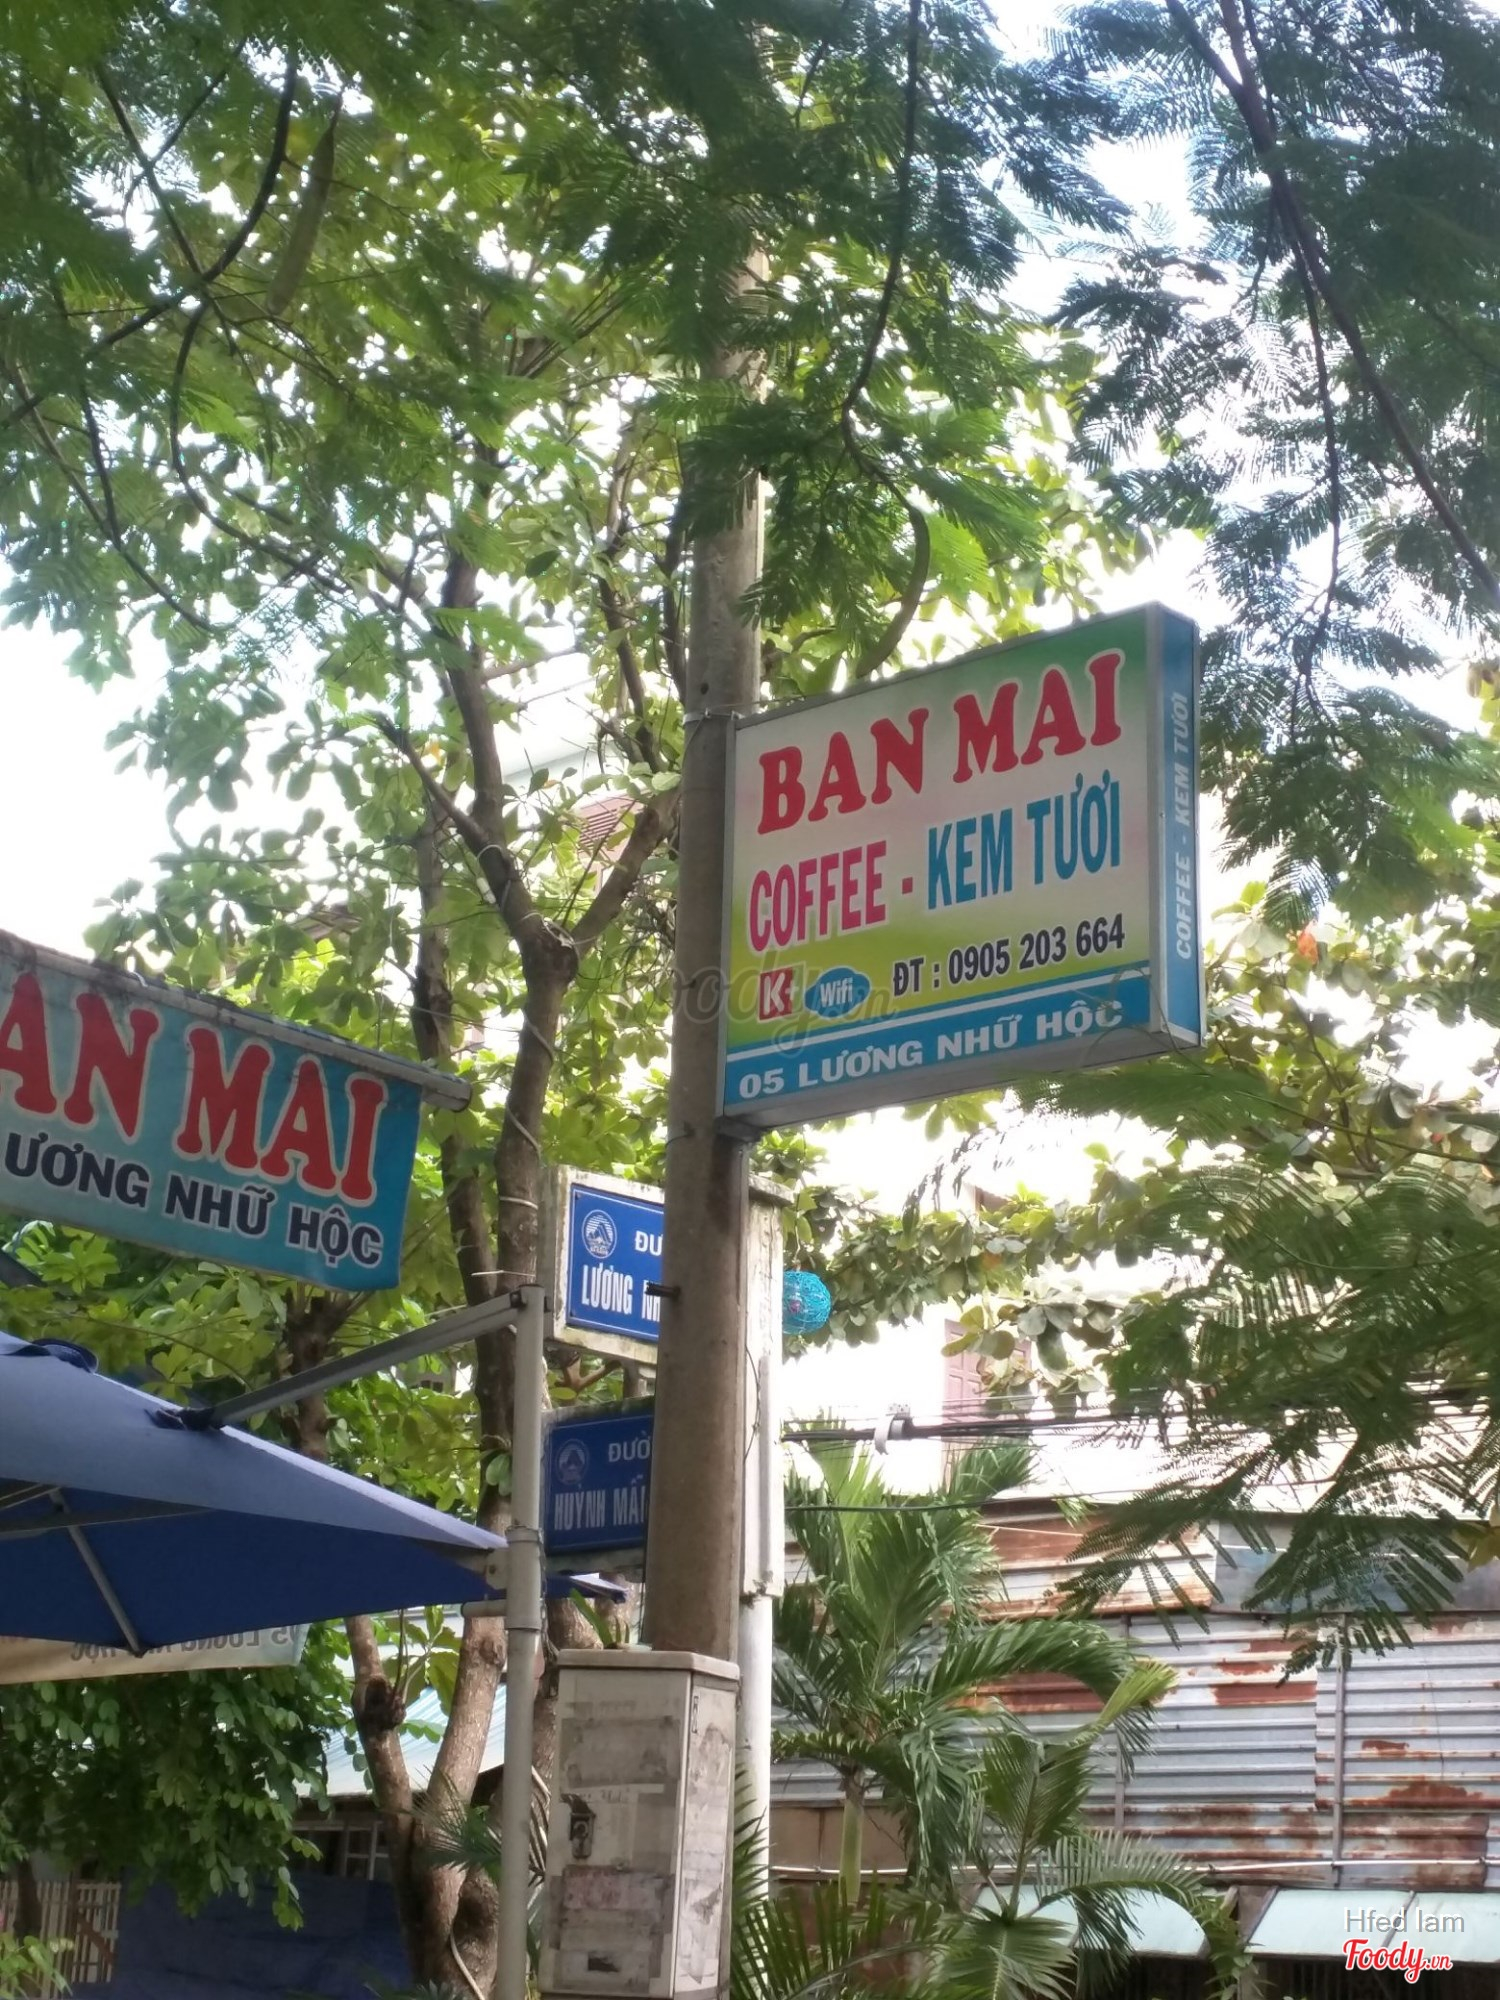 BAN MAI
COFFEE - KEM TƯƠI
K+ Wifi ĐT : 0905 203 664
05 LƯƠNG NHỮ HỘC
COFFEE - KEM TƯƠI
AN MAI
ƯƠNG NHỮ HỘC
LƯƠNG
HUỲNH
Hfed lam
Foody.vn